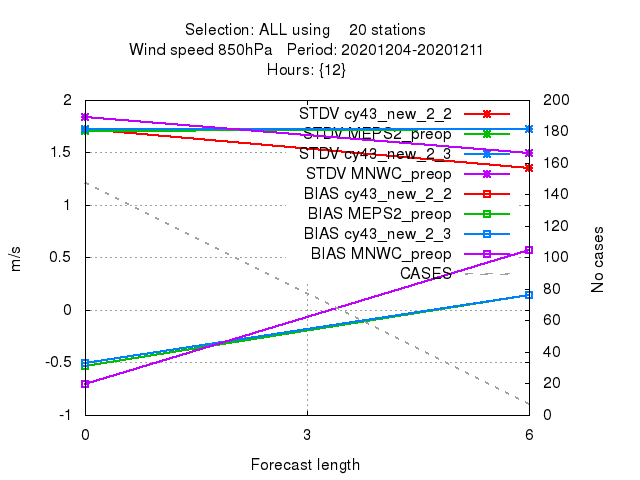 Selection: ALL using 20 stations
Wind speed 850hPa Period: 20201204-20201211
Hours: {12}
2 200
STDV cy43_new_2_2
180
STDV MEPS2_preop
1.5 160
STDV cy43_new_2_3
STDV MNWC_preop
140
BIAS cy43_new_2_2
1
BIAS MEPS2_preop
120
BIAS cy43_new_2_3
0.5 100
BIAS MNWC_preop
CASES
80
0
60
-0.5 40
20
-1 0
0 3 6
m/s
No cases
Forecast length